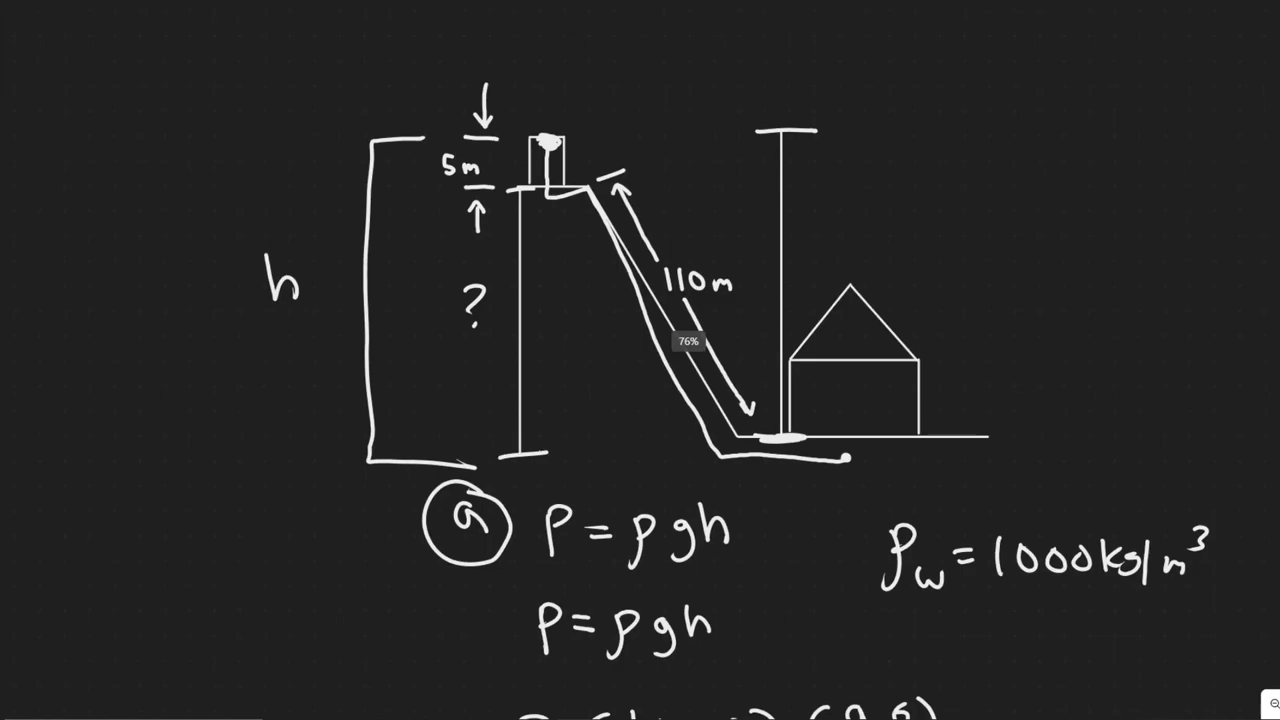 5m
h
?
110m
76%
a P = ρgh
ρw = 1000kg/m³
P = ρgh